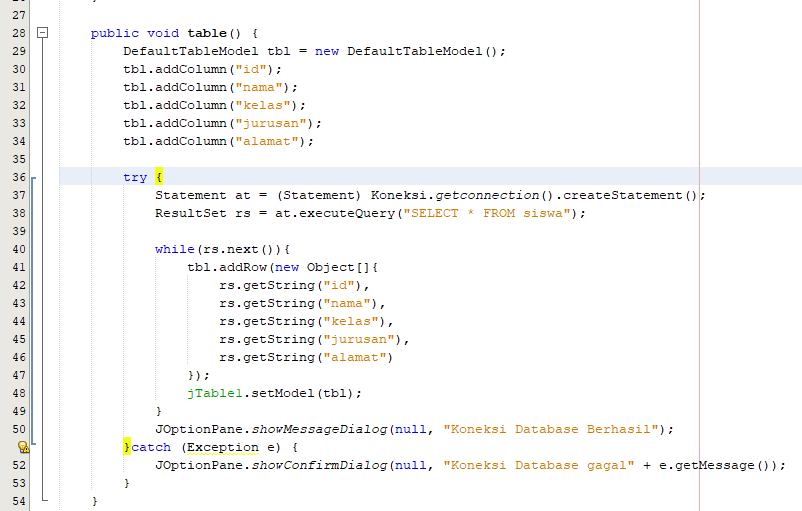 27
28 public void table() {
29 DefaultTableModel tbl = new DefaultTableModel();
30 tbl.addColumn("id");
31 tbl.addColumn("nama");
32 tbl.addColumn("kelas");
33 tbl.addColumn("jurusan");
34 tbl.addColumn("alamat");
35
36 try {
37 Statement at = (Statement) Koneksi.getconnection().createStatement();
38 ResultSet rs = at.executeQuery("SELECT * FROM siswa");
39
40 while(rs.next()){
41 tbl.addRow(new Object[]{
42 rs.getString("id"),
43 rs.getString("nama"),
44 rs.getString("kelas"),
45 rs.getString("jurusan"),
46 rs.getString("alamat")
47 });
48 jTable1.setModel(tbl);
49 }
50 JOptionPane.showMessageDialog(null, "Koneksi Database Berhasil");
}catch (Exception e) {
52 JOptionPane.showConfirmDialog(null, "Koneksi Database gagal" + e.getMessage());
53 }
54 }